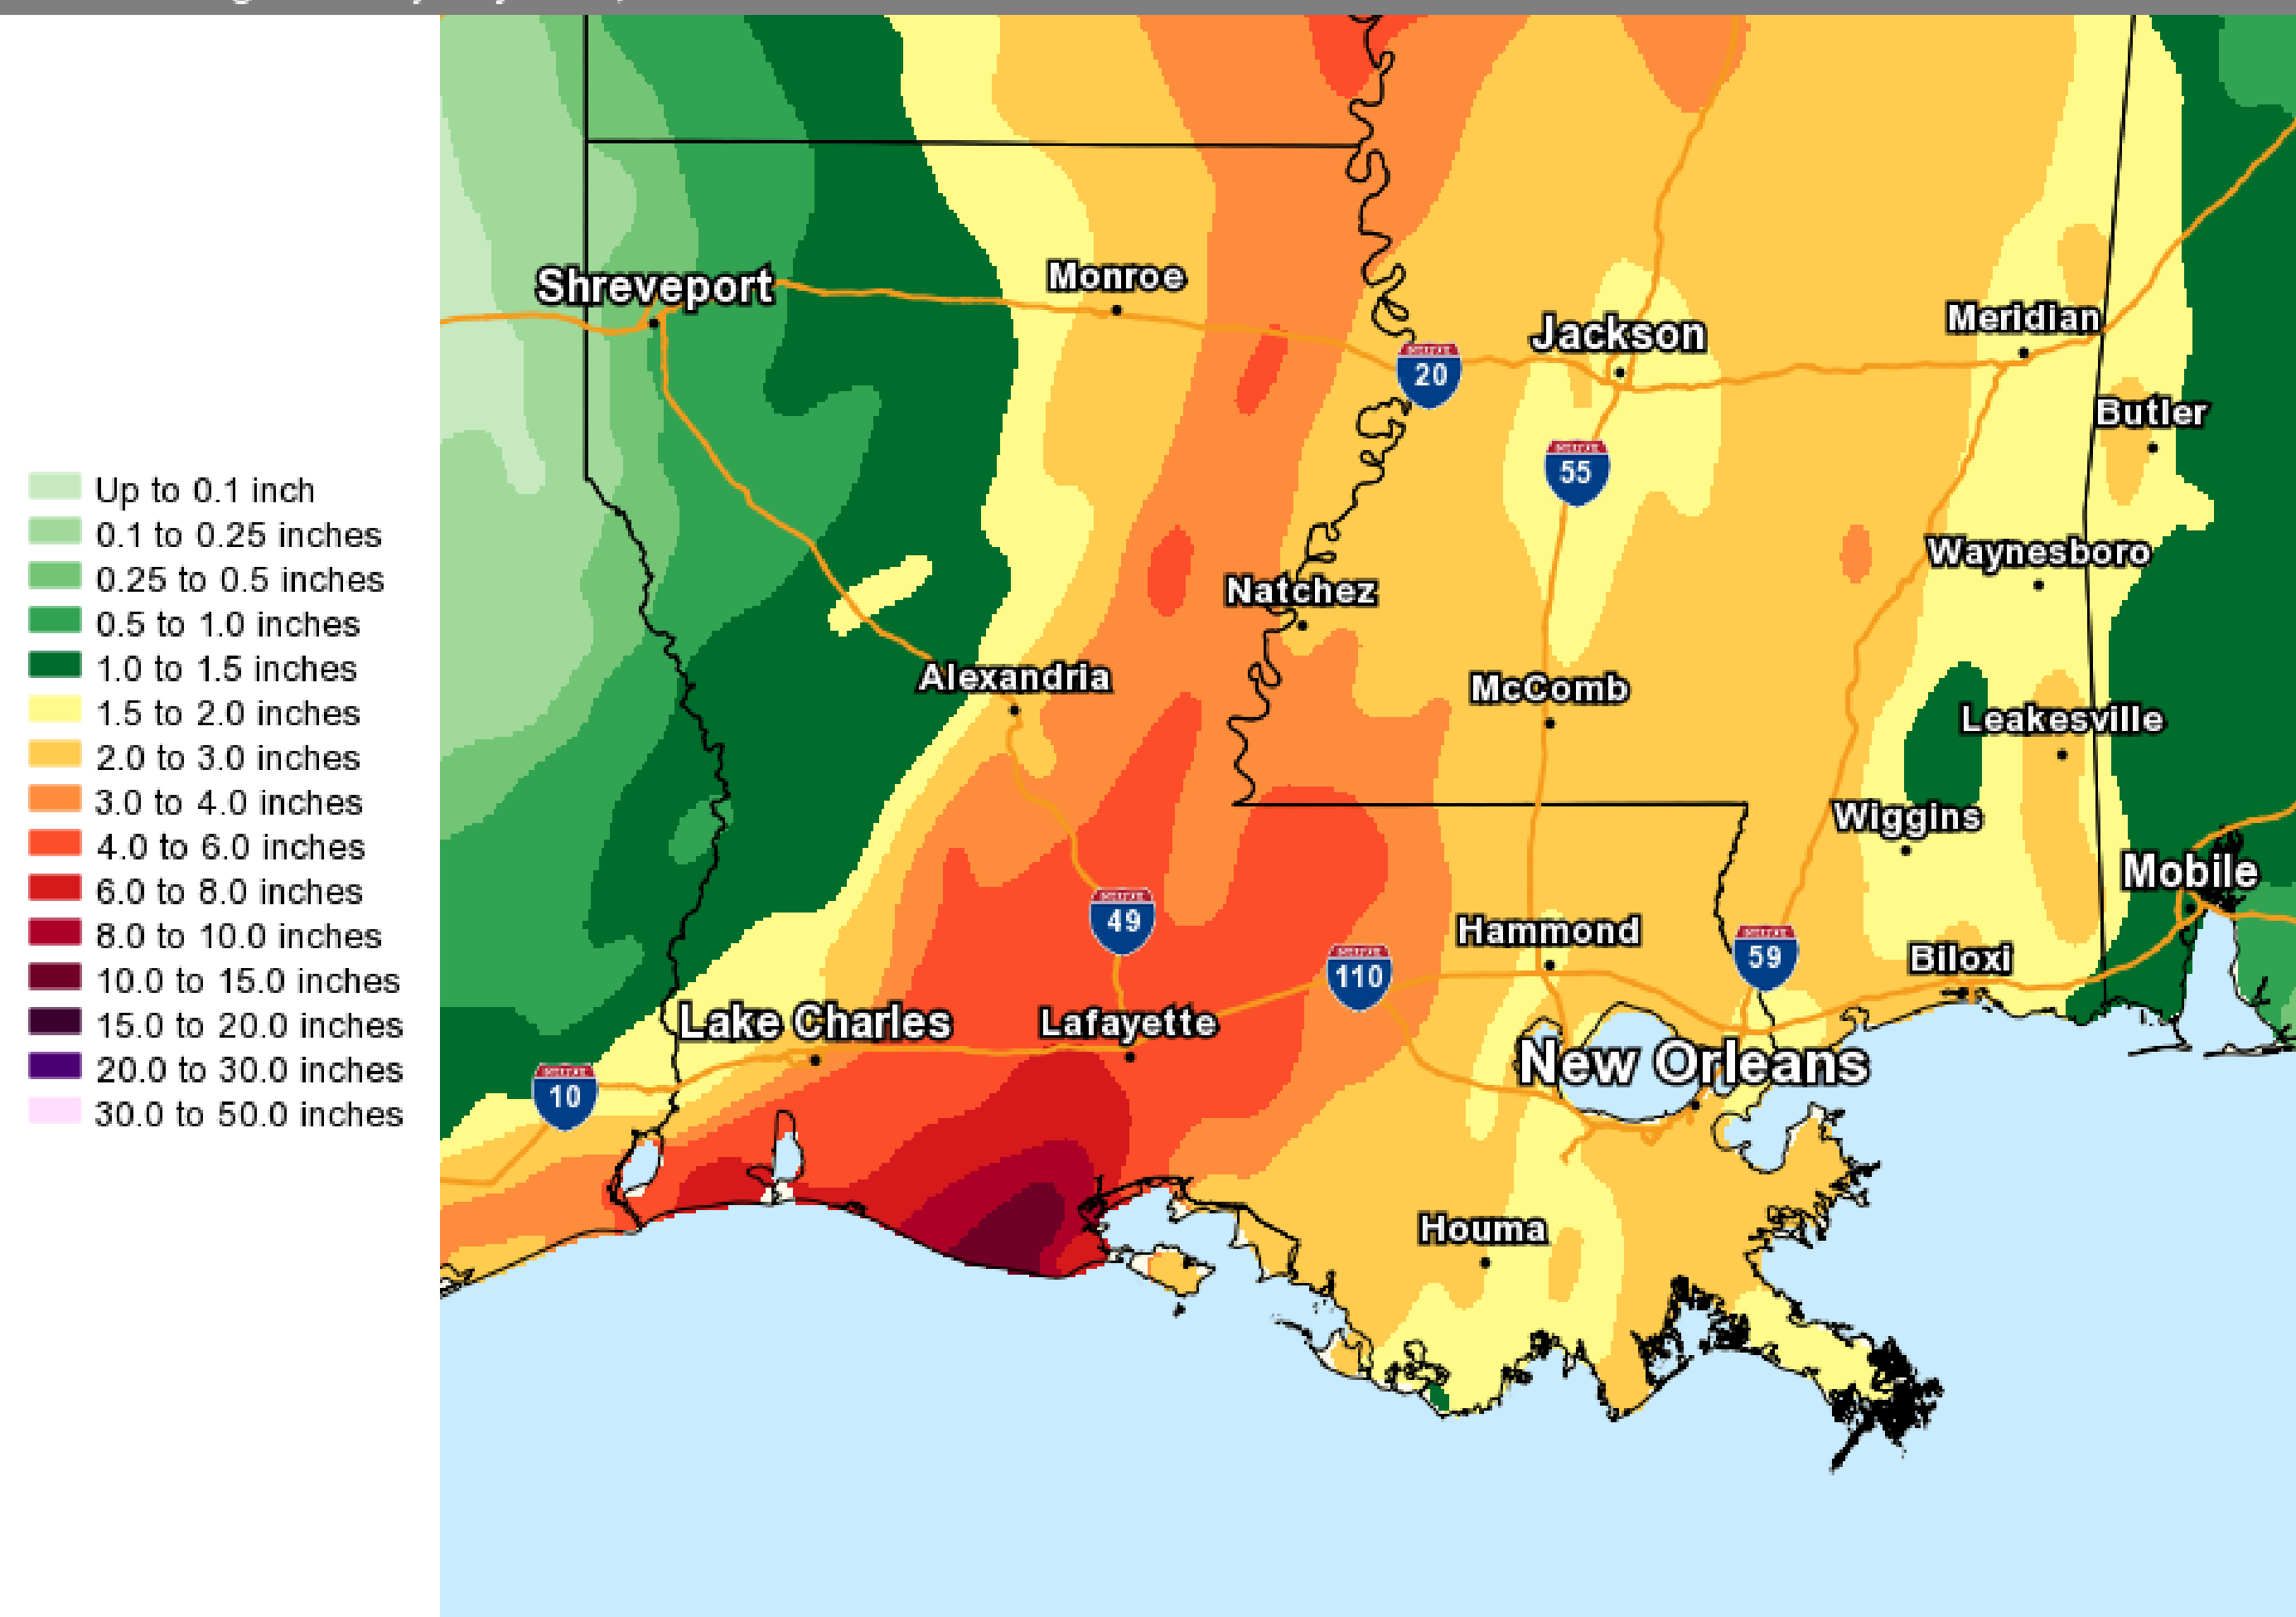 Up to 0.1 inch
0.1 to 0.25 inches
0.25 to 0.5 inches
0.5 to 1.0 inches
1.0 to 1.5 inches
1.5 to 2.0 inches
2.0 to 3.0 inches
3.0 to 4.0 inches
4.0 to 6.0 inches
6.0 to 8.0 inches
8.0 to 10.0 inches
10.0 to 15.0 inches
15.0 to 20.0 inches
20.0 to 30.0 inches
30.0 to 50.0 inches
Shreveport
Monroe
Jackson
Meridian
20
Butler
55
Waynesboro
Natchez
Alexandria
McComb
Leakesville
Wiggins
Mobile
49
Hammond
59
Biloxi
110
Lake Charles
Lafayette
New Orleans
10
Houma